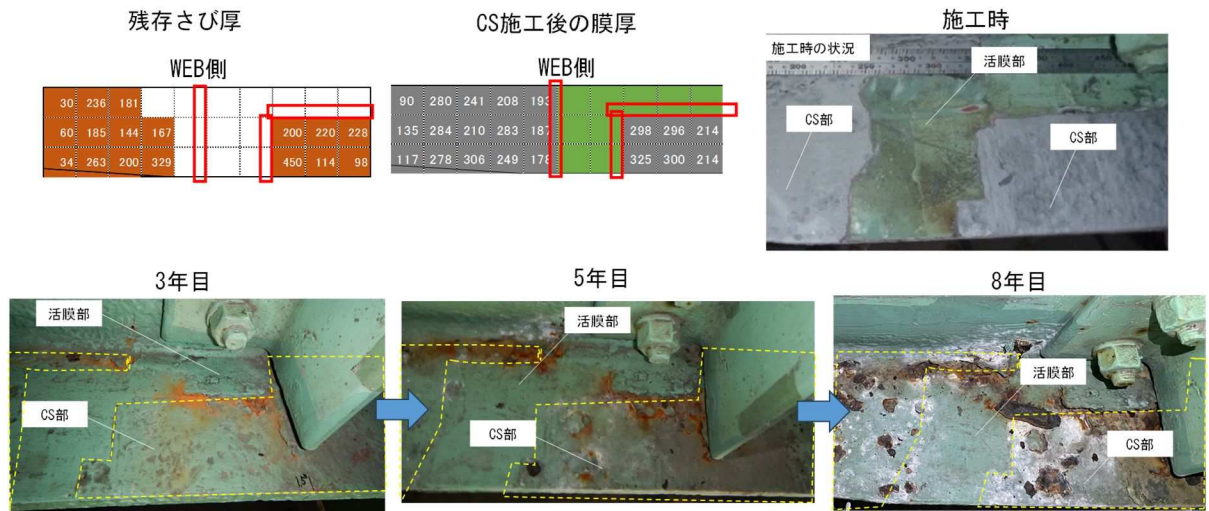 残存さび厚
WEB側
30 236 181
60 185 144 167 200 220 228
34 263 200 329 450 114 98
CS施工後の膜厚
WEB側
90 280 241 208 193
135 284 210 283 187 298 296 214
117 278 306 249 178 325 300 214
施工時
施工時の状況
活膜部
CS部
CS部
3年目
活膜部
CS部
5年目
活膜部
CS部
8年目
活膜部
CS部